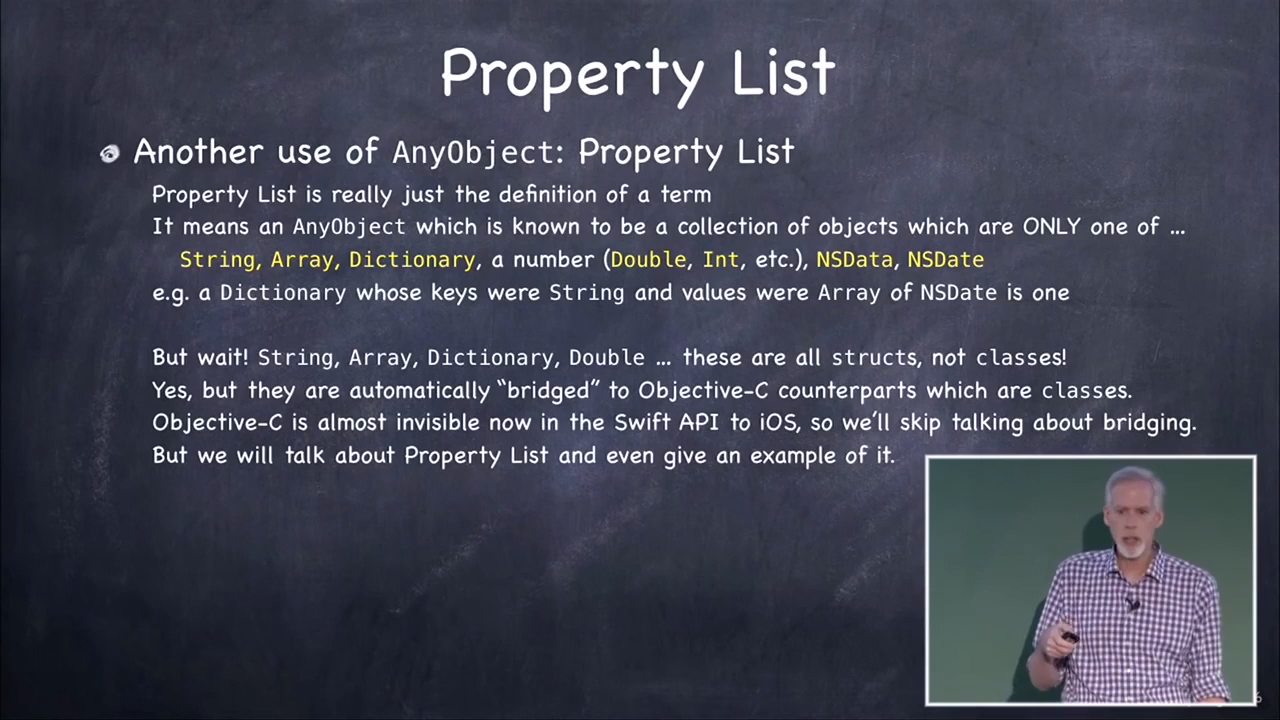 Property List
Another use of AnyObject: Property List
Property List is really just the definition of a term
It means an AnyObject which is known to be a collection of objects which are ONLY one of ...
String, Array, Dictionary, a number (Double, Int, etc.), NSData, NSDate
e.g. a Dictionary whose keys were String and values were Array of NSDate is one
But wait! String, Array, Dictionary, Double ... these are all structs, not classes!
Yes, but they are automatically “bridged” to Objective-C counterparts which are classes.
Objective-C is almost invisible now in the Swift API to iOS, so we’ll skip talking about bridging.
But we will talk about Property List and even give an example of it.